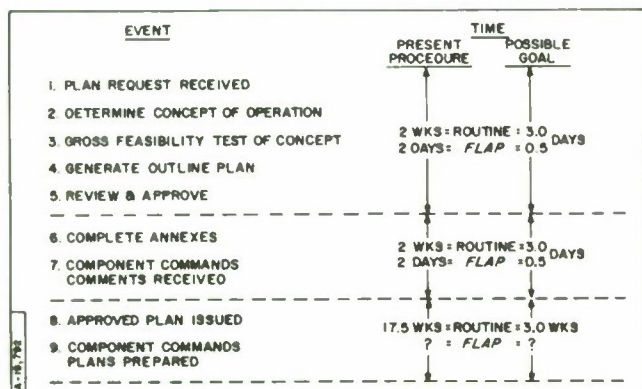 EVENT
TIME
PRESENT PROCEDURE
POSSIBLE GOAL
1. PLAN REQUEST RECEIVED
2. DETERMINE CONCEPT OF OPERATION
3. GROSS FEASIBILITY TEST OF CONCEPT
4. GENERATE OUTLINE PLAN
5. REVIEW & APPROVE
2 WKS = ROUTINE = 3.0 DAYS
2 DAYS = FLAP = 0.5
6. COMPLETE ANNEXES
7. COMPONENT COMMANDS
COMMENTS RECEIVED
2 WKS = ROUTINE = 3.0 DAYS
2 DAYS = FLAP = 0.5
8. APPROVED PLAN ISSUED
9. COMPONENT COMMANDS
PLANS PREPARED
17.5 WKS = ROUTINE = 3.0 WKS
? = FLAP = ?